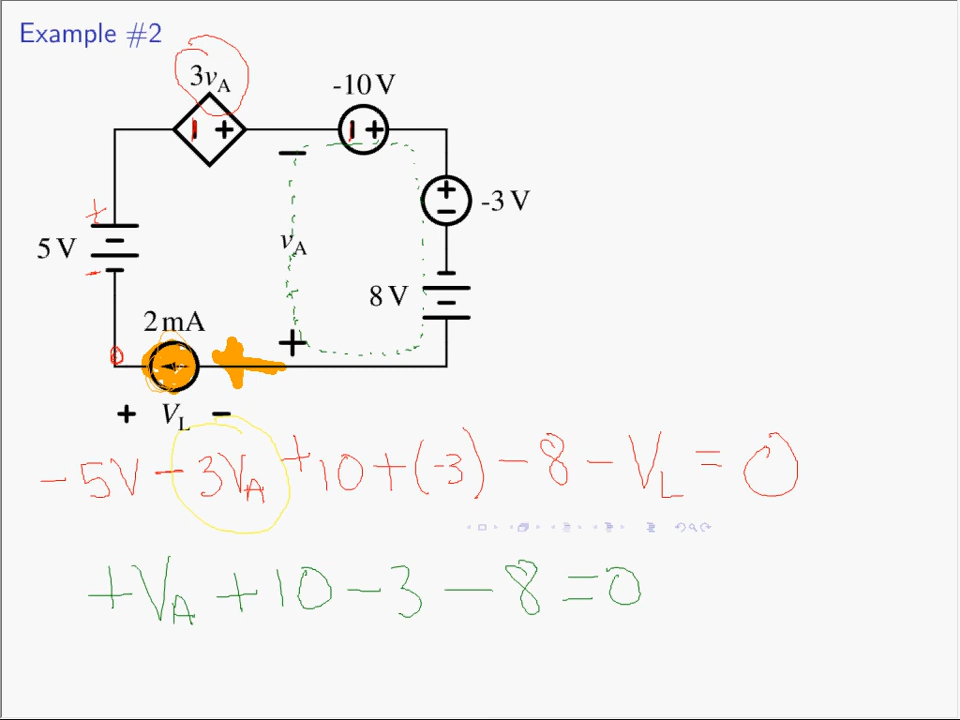 Example #2
3vA
-10 V
- +
- +
+
-
-3 V
+
-
5 V
-
vA
+
8 V
2 mA
+ VL -
-5V - 3VA +10 + (-3) - 8 - VL = 0
+VA + 10 - 3 - 8 = 0